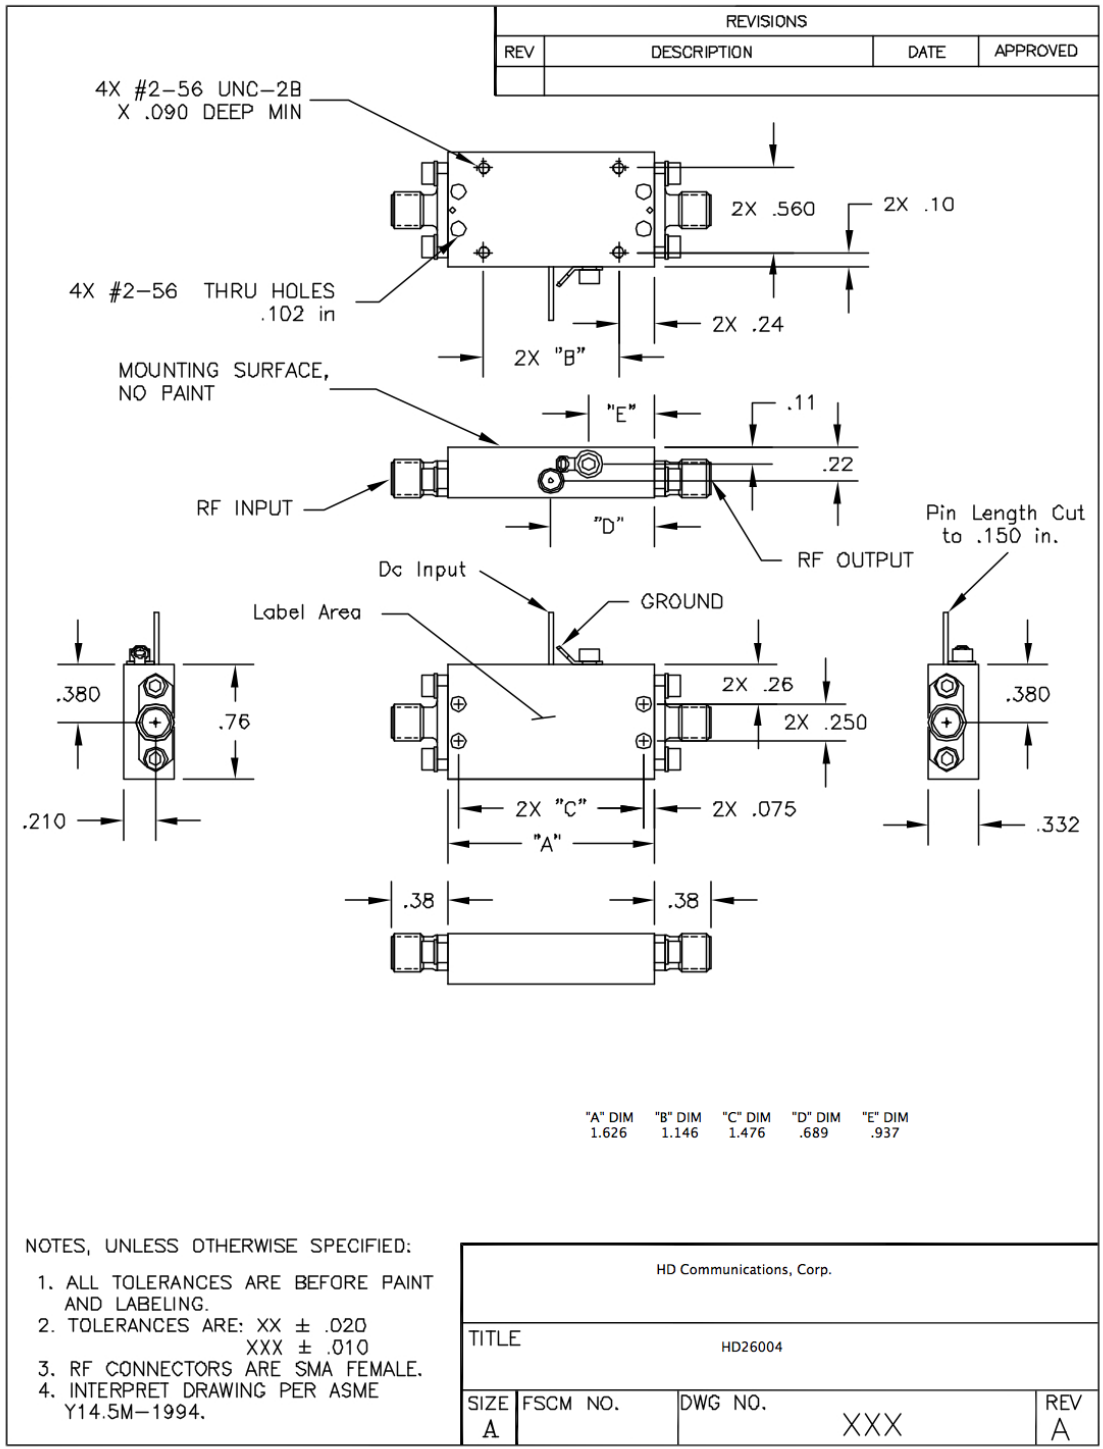 REVISIONS
REV DESCRIPTION DATE APPROVED
4X #2-56 UNC-2B
X .090 DEEP MIN
2X .560
2X .10
4X #2-56 THRU HOLES
.102 in
2X .24
2X "B"
MOUNTING SURFACE,
NO PAINT
"E"
.11
.22
RF INPUT
"D"
RF OUTPUT
Pin Length Cut
to .150 in.
Dc Input
Label Area
GROUND
.380
.76
2X .26
2X .250
.380
.210
2X "C"
2X .075
.332
"A"
.38
.38
"A" DIM "B" DIM "C" DIM "D" DIM "E" DIM
1.626 1.146 1.476 .689 .937
NOTES, UNLESS OTHERWISE SPECIFIED:
1. ALL TOLERANCES ARE BEFORE PAINT
AND LABELING.
2. TOLERANCES ARE: XX ± .020
XXX ± .010
3. RF CONNECTORS ARE SMA FEMALE.
4. INTERPRET DRAWING PER ASME
Y14.5M-1994.
HD Communications, Corp.
TITLE
HD26004
SIZE FSCM NO. DWG NO. REV
A XXX A